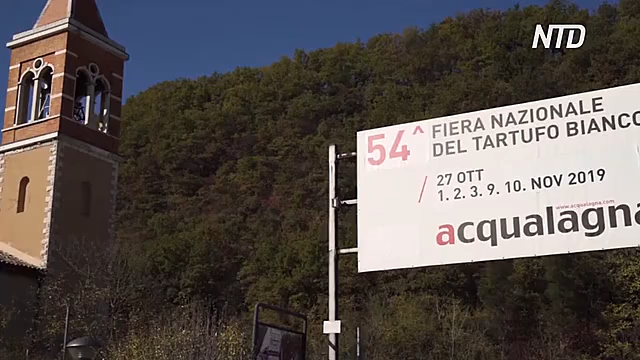 NTD
54^ FIERA NAZIONALE
DEL TARTUFO BIANCO
27 OTT
/ 1. 2. 3. 9. 10. NOV 2019
www.acqualagna.com
acqualagna